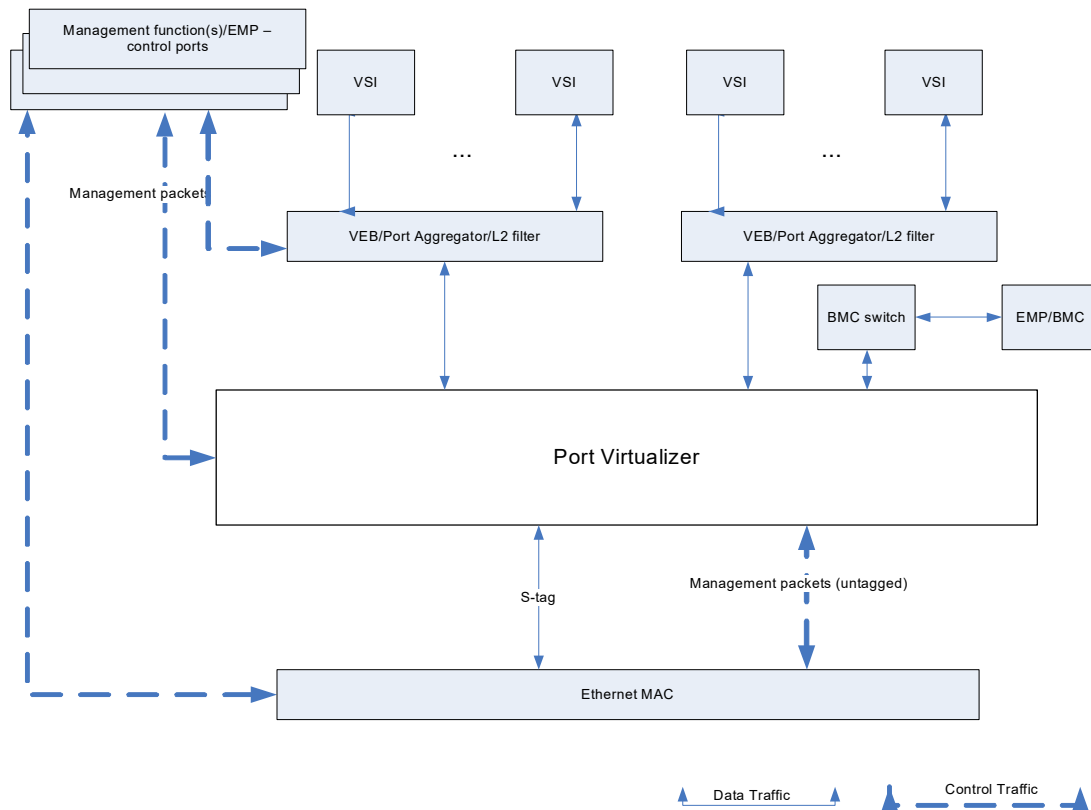 Management function(s)/EMP –
control ports
VSI
VSI
VSI
VSI
...
...
Management packets
VEB/Port Aggregator/L2 filter
VEB/Port Aggregator/L2 filter
BMC switch
EMP/BMC
Port Virtualizer
Management packets (untagged)
S-tag
Ethernet MAC
Data Traffic
Control Traffic